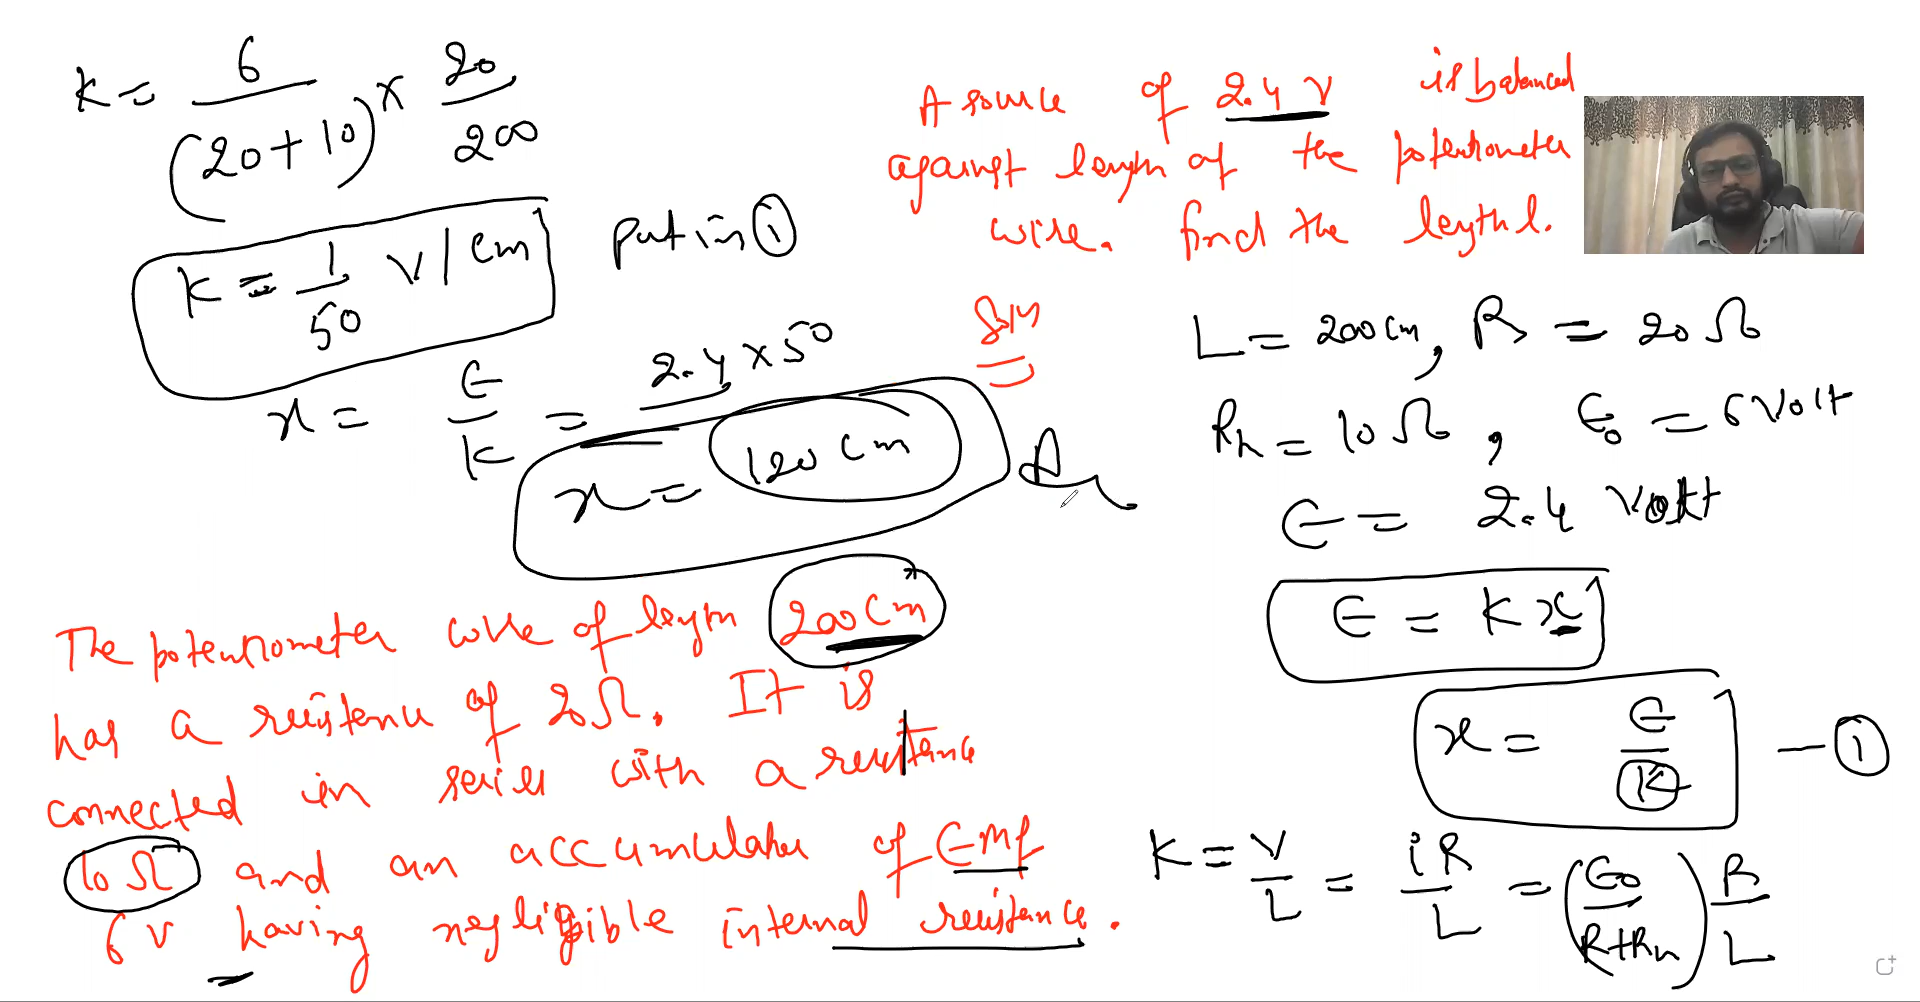 K = 6/(20+10) × 20/200
K = 1/50 V/cm
put in ①
x = E/K = 2.4 × 50
x = 120 cm
The potentiometer wire of length 200 cm
has a resistance of 20Ω. It is
connected in series with a resistance
10Ω and an accumulator of EMF
6V having negligible internal resistance.
A source of 2.4 V is balanced
against length of the potentiometer
wire. find the length l.
Soln
L = 200 cm, R = 20 Ω
Rh = 10 Ω, E₀ = 6 Volt
E = 2.4 Volt
E = Kx
x = E/K — ①
K = V/L = iR/L = (E₀/(R+Rh)) R/L